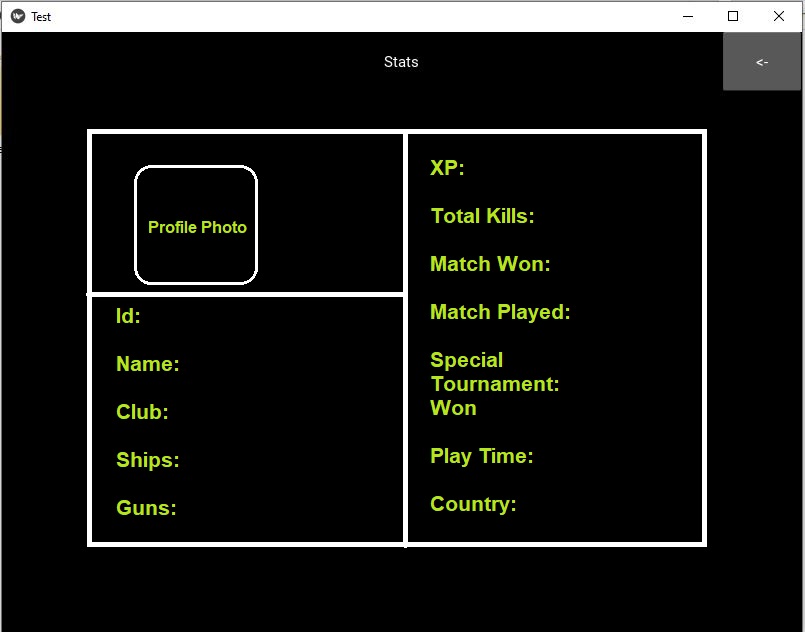 Test
Stats
<-
Profile Photo
Id:
Name:
Club:
Ships:
Guns:
XP:
Total Kills:
Match Won:
Match Played:
Special
Tournament:
Won
Play Time:
Country: